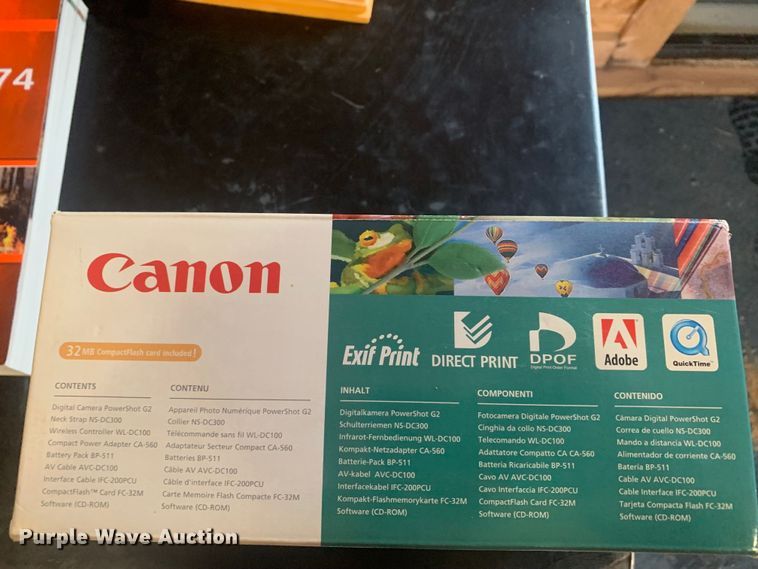 74
Canon
32 MB CompactFlash card included!
Exif Print
DIRECT PRINT
DPOF
Digital Print Order Format
Adobe
QuickTime™
CONTENTS
Digital Camera PowerShot G2
Neck Strap NS-DC300
Wireless Controller WL-DC100
Compact Power Adapter CA-560
Battery Pack BP-511
AV Cable AVC-DC100
Interface Cable IFC-200PCU
CompactFlash™ Card FC-32M
Software (CD-ROM)
CONTENU
Appareil Photo Numérique PowerShot G2
Collier NS-DC300
Télécommande sans fil WL-DC100
Adaptateur Secteur Compact CA-560
Batteries BP-511
Câble AV AVC-DC100
Câble d'interface IFC-200PCU
Carte Memoire Flash Compacte FC-32M
Software (CD-ROM)
INHALT
Digitalkamera PowerShot G2
Schulterriemen NS-DC300
Infrarot-Fernbedienung WL-DC100
Kompakt-Netzadapter CA-560
Batterie-Pack BP-511
AV-kabel AVC-DC100
Interfacekabel IFC-200PCU
Kompakt-Flashmemorykarte FC-32M
Software (CD-ROM)
COMPONENTI
Fotocamera Digitale PowerShot G2
Cinghia da collo NS-DC300
Telecomando WL-DC100
Adattatore Compatto CA CA-560
Batteria Ricaricabile BP-511
Cavo AV AVC-DC100
Cavo Interfaccia IFC-200PCU
CompactFlash Card FC-32M
Software (CD-ROM)
CONTENIDO
Cámara Digital PowerShot G2
Correa de cuello NS-DC300
Mando a distancia WL-DC100
Alimentador de corriente CA-560
Bateria BP-511
Cable AV AVC-DC100
Cable Interface IFC-200PCU
Tarjeta Compacta Flash FC-32M
Software (CD-ROM)
Purple Wave Auction